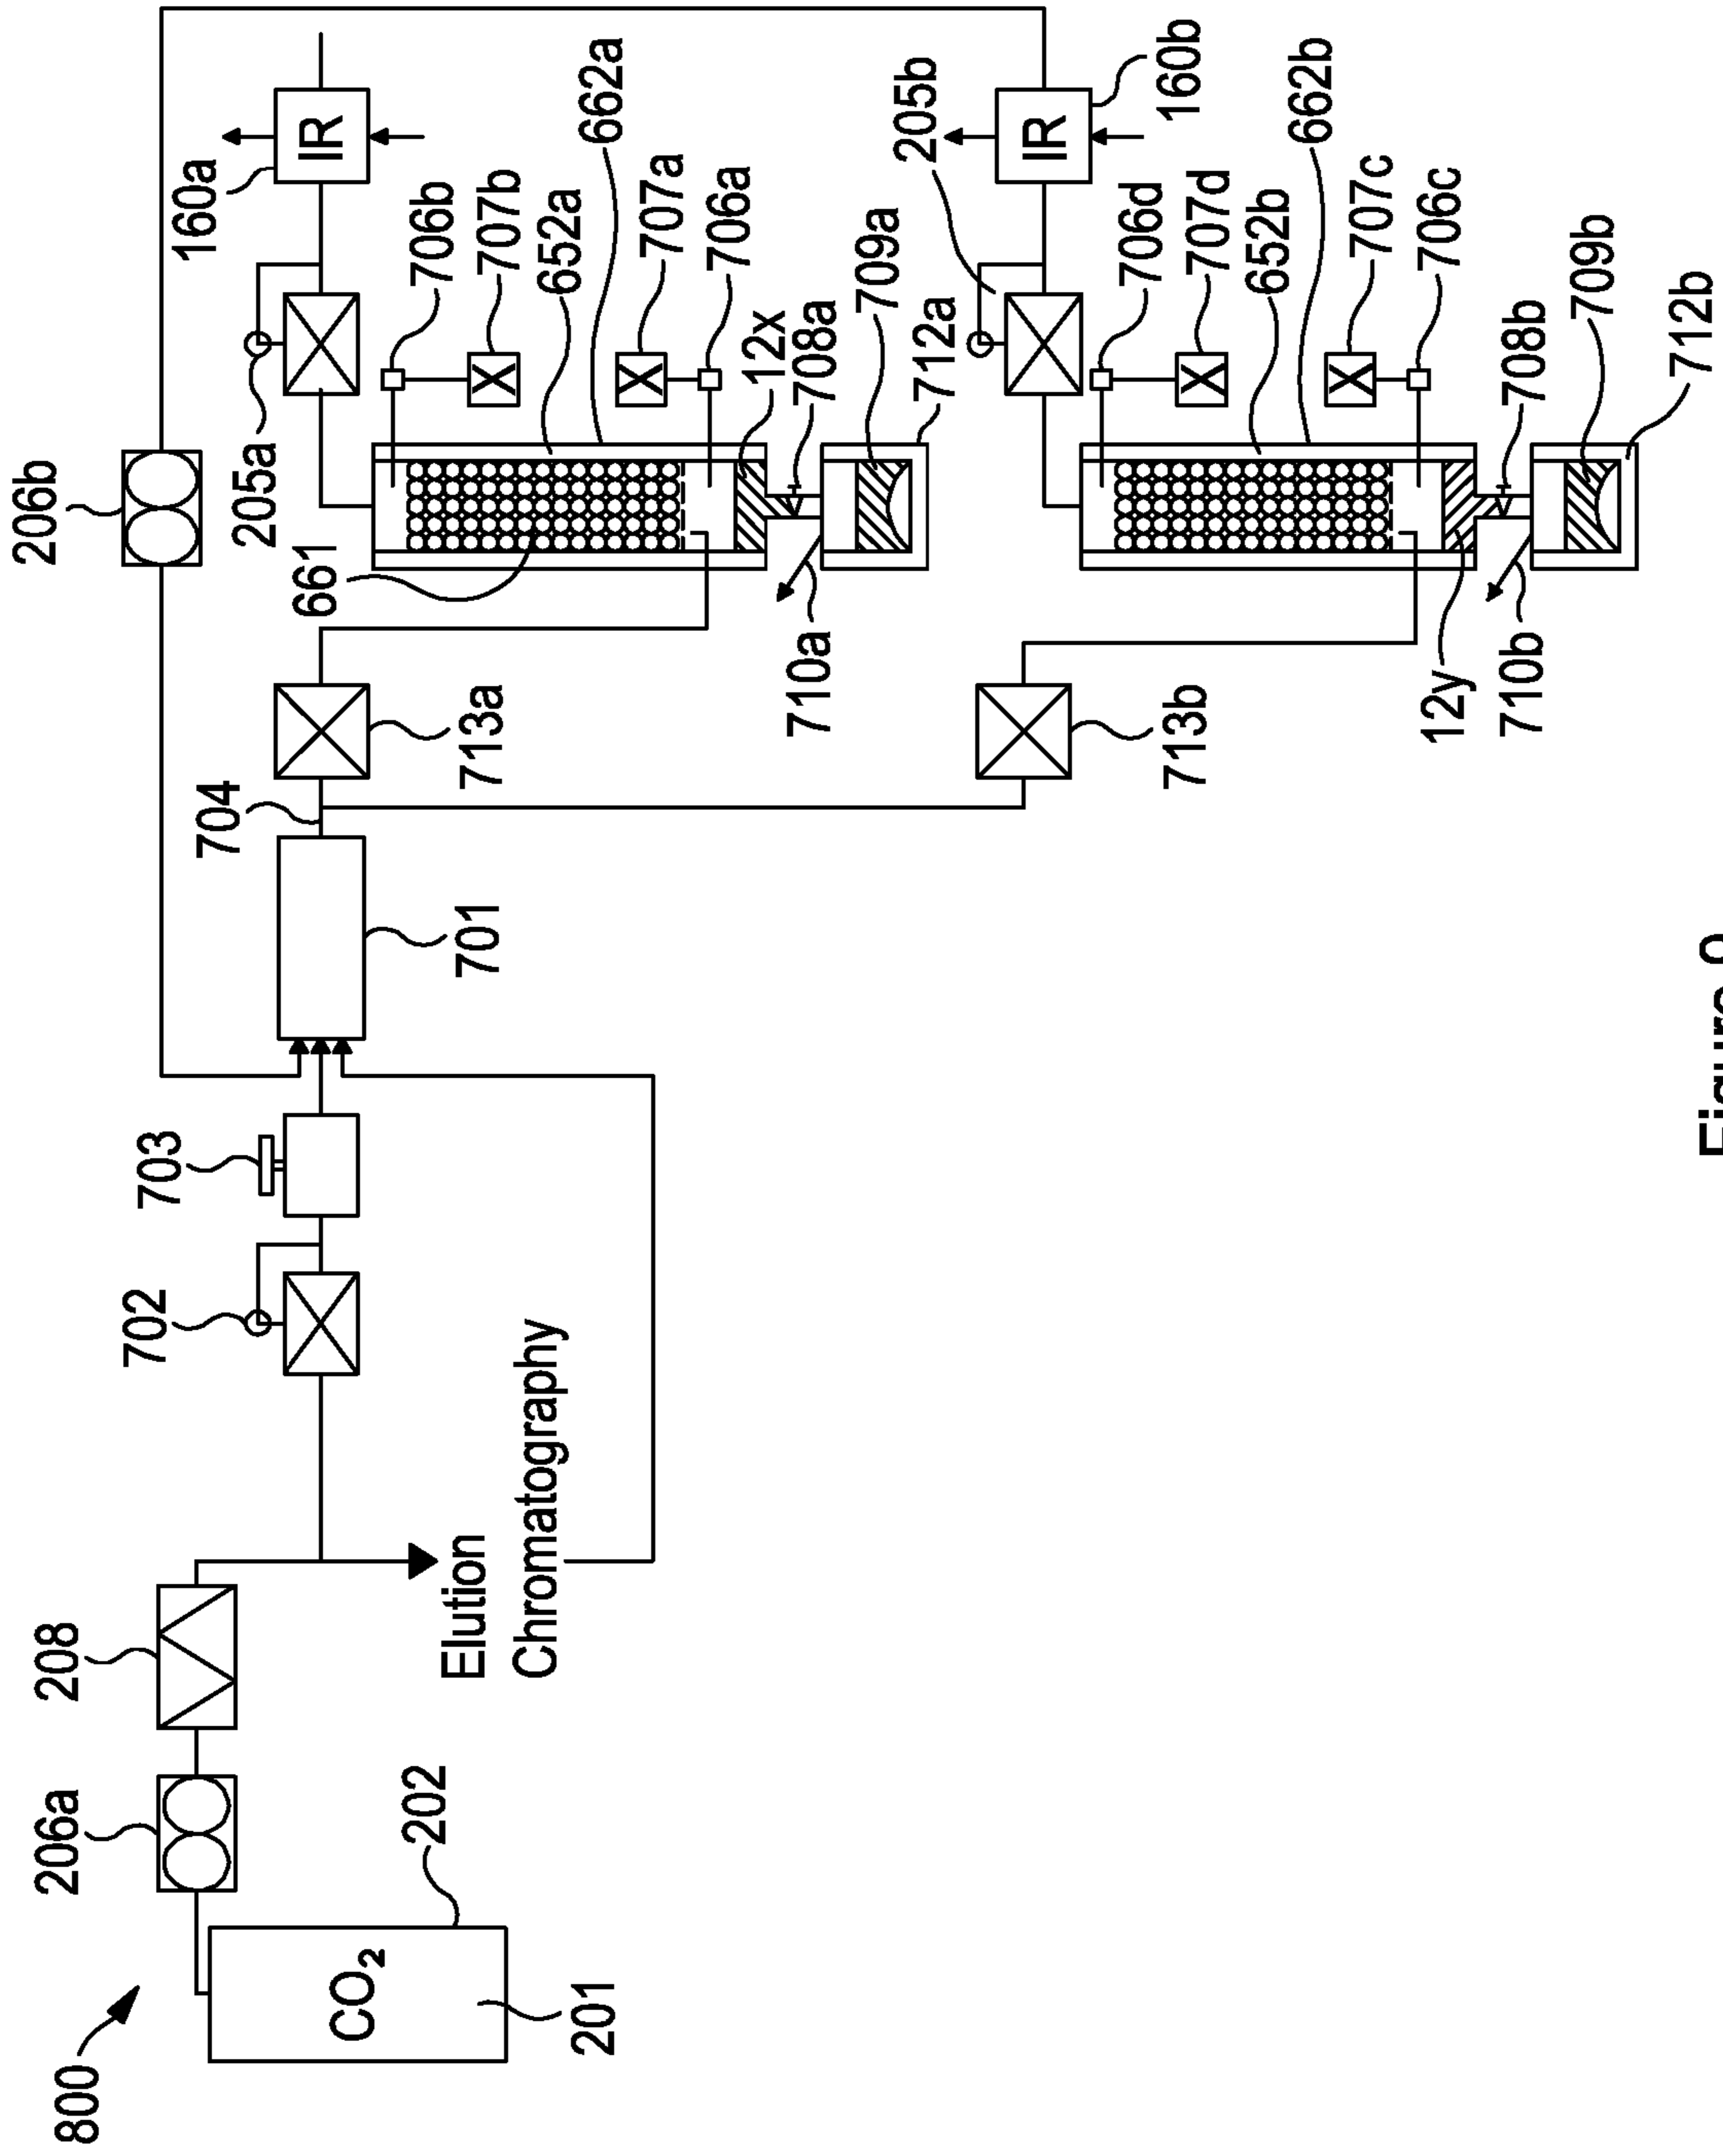 800
206a
208
206b
702
703
704
160a
205a
661
IR
CO₂
202
201
Elution
Chromatography
701
713a
706b
707b
652a
662a
707a
706a
12x
708a
710a
709a
712a
205b
IR
160b
713b
706d
707d
652b
662b
707c
706c
12y
710b
708b
709b
712b
Figure